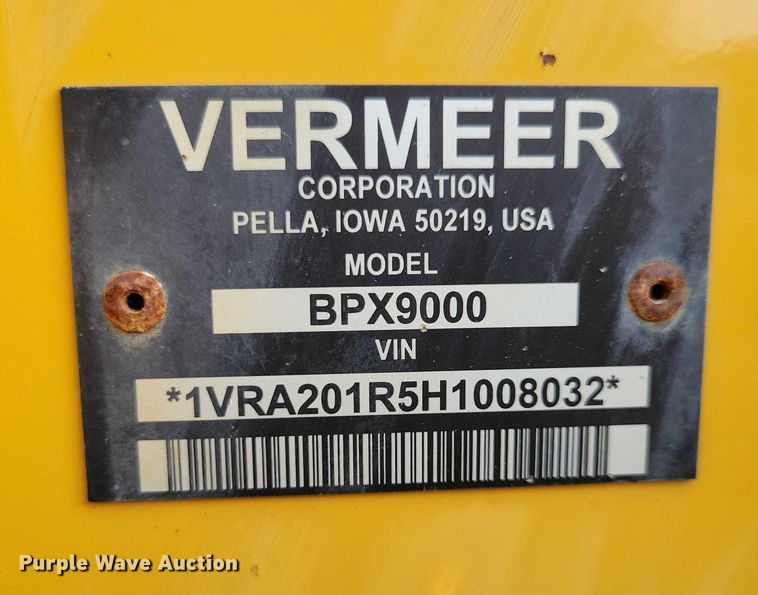 VERMEER
CORPORATION
PELLA, IOWA 50219, USA
MODEL
BPX9000
VIN
*1VRA201R5H1008032*
Purple Wave Auction